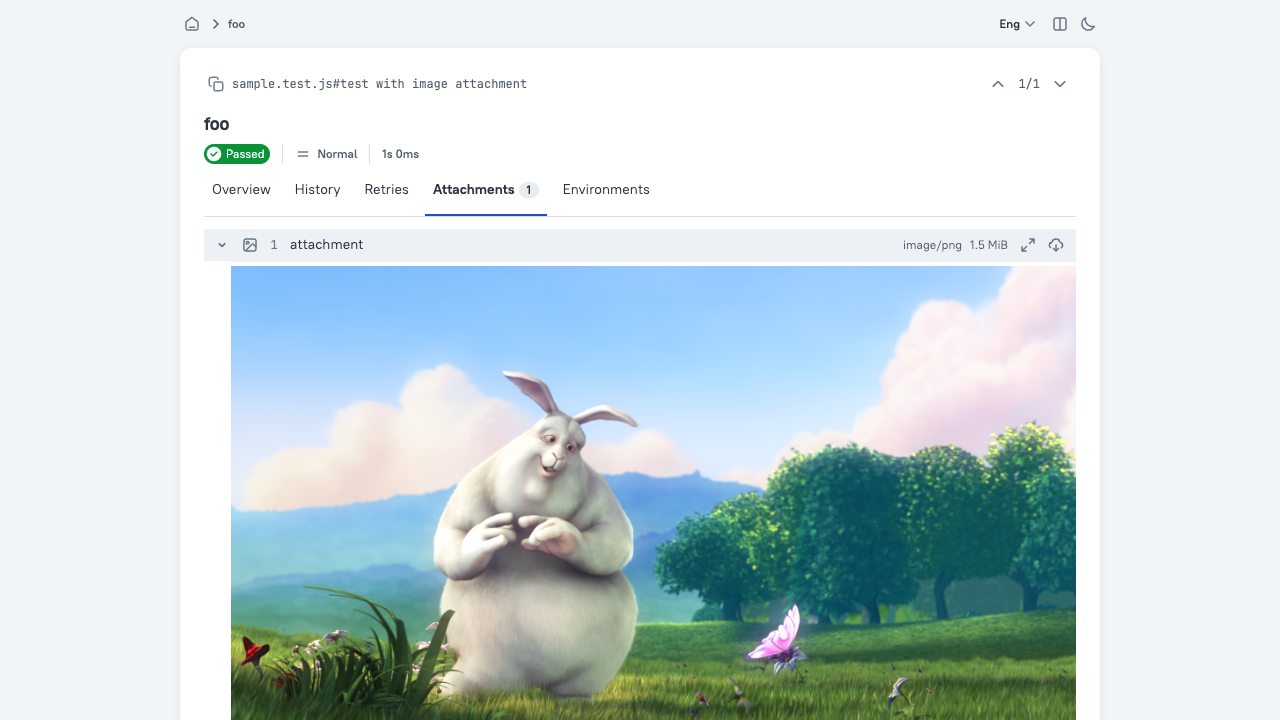 foo
Eng
sample.test.js#test with image attachment
1/1
foo
Passed
Normal
1s 0ms
Overview
History
Retries
Attachments 1
Environments
1 attachment
image/png 1.5 MiB